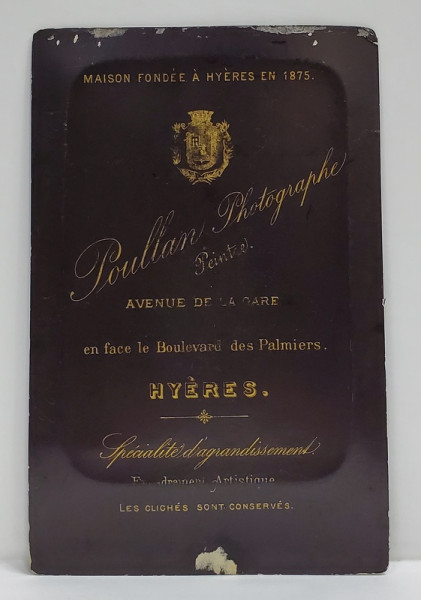 MAISON FONDÉE À HYÈRES EN 1875.
Poullan Photographe
Peintre.
AVENUE DE LA GARE
en face le Boulevard des Palmiers.
HYÈRES.
Spécialité d'agrandissement
Artistique
LES CLICHÉS SONT CONSERVÉS.